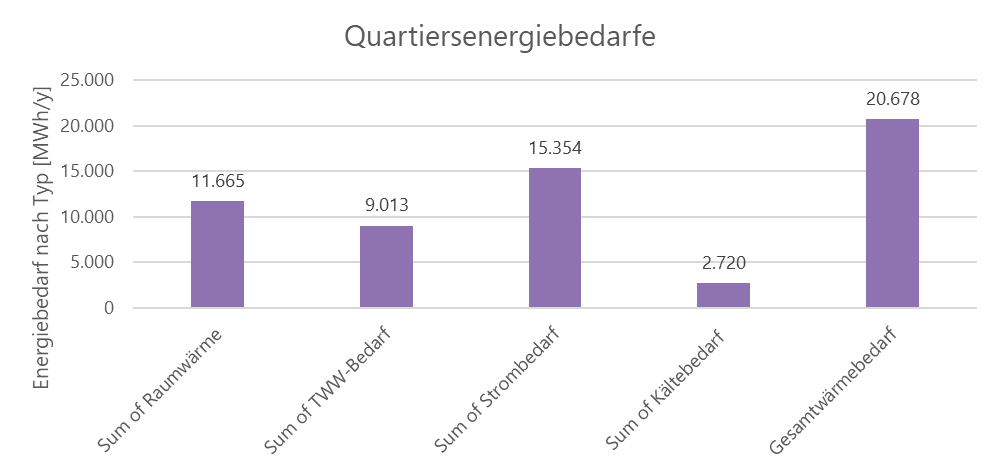 Quartiersenergiebedarfe
Energiebedarf nach Typ [MWh/y]
25.000
20.000
15.000
10.000
5.000
0
11.665
9.013
15.354
2.720
20.678
Sum of Raumwärme
Sum of TWW-Bedarf
Sum of Strombedarf
Sum of Kältebedarf
Gesamtwärmebedarf